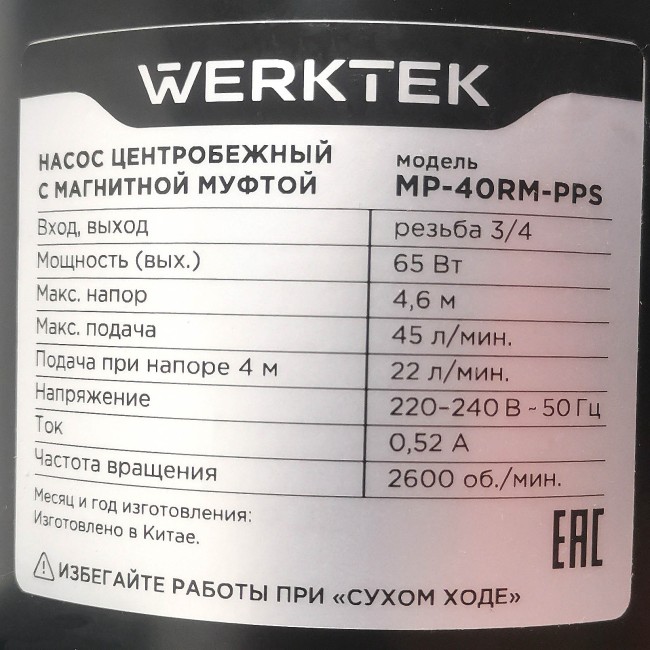 WERKTEK
НАСОС ЦЕНТРОБЕЖНЫЙ
С МАГНИТНОЙ МУФТОЙ
модель
MP-40RM-PPS
Вход, выход резьба 3/4
Мощность (вых.) 65 Вт
Макс. напор 4,6 м
Макс. подача 45 л/мин.
Подача при напоре 4 м 22 л/мин.
Напряжение 220-240 В ~ 50 Гц
Ток 0,52 А
Частота вращения 2600 об./мин.
Месяц и год изготовления:
Изготовлено в Китае.
EAC
ИЗБЕГАЙТЕ РАБОТЫ ПРИ «СУХОМ ХОДЕ»